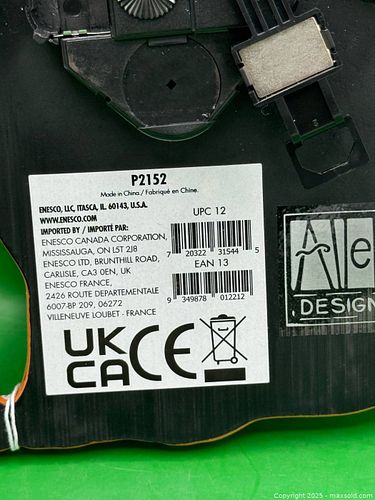 P2152
Made in China / Fabriqué en Chine.
ENESCO, LLC, ITASCA, IL. 60143, U.S.A.
WWW.ENESCO.COM
IMPORTED BY / IMPORTÉ PAR:
ENESCO CANADA CORPORATION,
MISSISSAUGA, ON L5T 2J8
ENESCO LTD, BRUNTHILL ROAD,
CARLISLE, CA3 0EN, UK
ENESCO FRANCE,
2426 ROUTE DEPARTEMENTALE
6007-BP 209, 06272
VILLENEUVE LOUBET - FRANCE
UPC 12
7 20322 31544 5
EAN 13
9 349878 012212
UK
CA CE
Alle
DESIGN
Copyright 2025 - maxsold.com